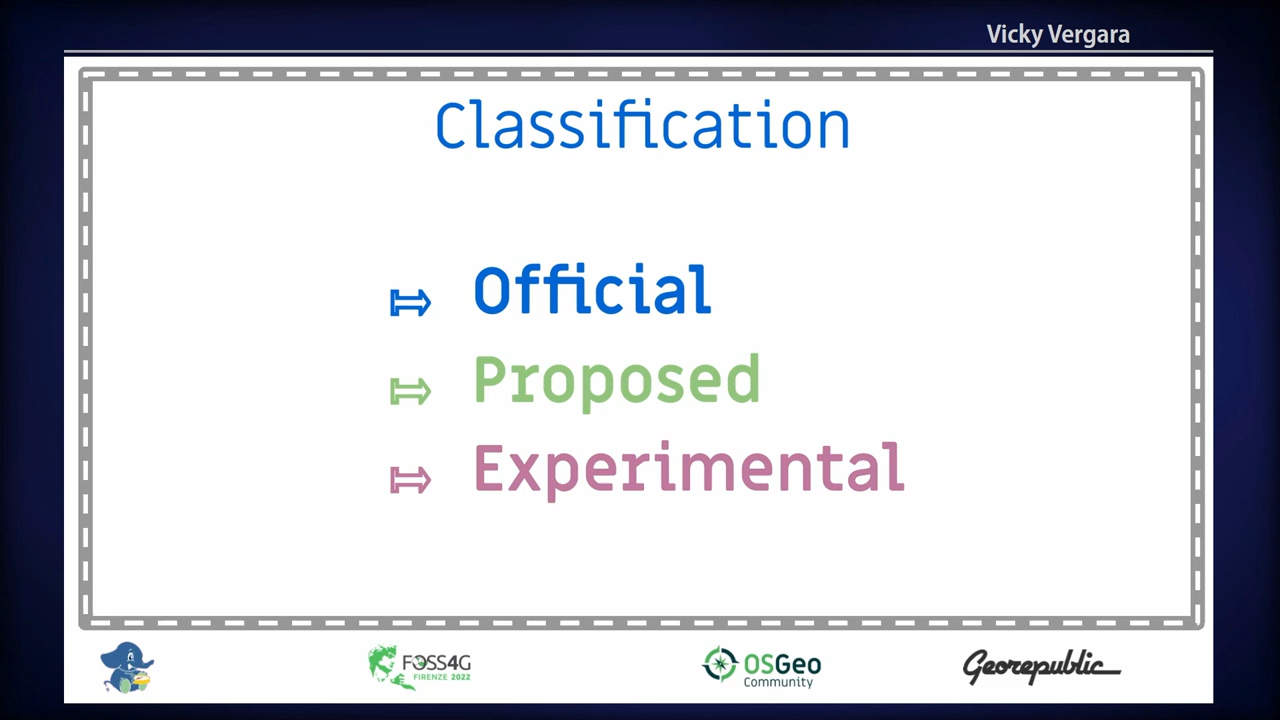 Vicky Vergara
Classification
Official
Proposed
Experimental
FOSS4G
FIRENZE 2022
OSGeo
Community
Georepublic